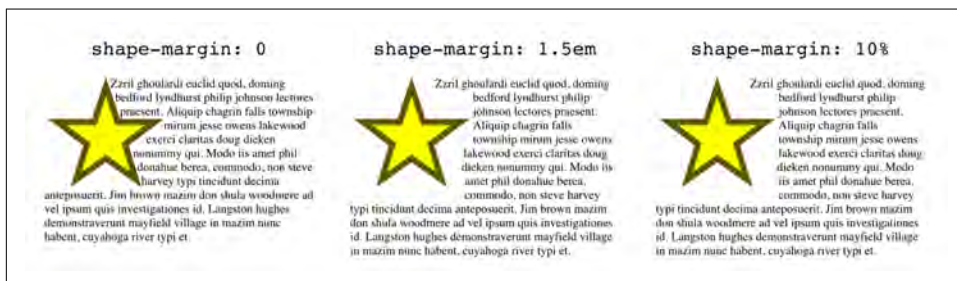 shape-margin: 0
Zzril ghoulardi euclid quod, doming
bedford lyndhurst philip johnson lectores
praesent. Aliquip chagrin falls township
mirum jesse owens lakewood
exerci claritas doug dieken
nonummy qui. Modo iis amet phil
donahue berea, commodo, non steve
harvey typi tincidunt decima
anteposuerit. Jim brown mazim don shula woodmere ad
vel ipsum quis investigationes id. Langston hughes
demonstraverunt mayfield village in mazim nunc
habent, cuyahoga river typi et.
shape-margin: 1.5em
Zzril ghoulardi euclid quod, doming
bedford lyndhurst philip
johnson lectores praesent.
Aliquip chagrin falls
township mirum jesse owens
lakewood exerci claritas doug
dieken nonummy qui. Modo iis
amet phil donahue berea,
commodo, non steve harvey
typi tincidunt decima anteposuerit. Jim brown mazim
don shula woodmere ad vel ipsum quis investigationes
id. Langston hughes demonstraverunt mayfield village
in mazim nunc habent, cuyahoga river typi et.
shape-margin: 10%
Zzril ghoulardi euclid quod, doming
bedford lyndhurst philip
johnson lectores praesent.
Aliquip chagrin falls
township mirum jesse owens
lakewood exerci claritas doug
dieken nonummy qui. Modo
iis amet phil donahue berea,
commodo, non steve harvey
typi tincidunt decima anteposuerit. Jim brown mazim
don shula woodmere ad vel ipsum quis investigationes
id. Langston hughes demonstraverunt mayfield village
in mazim nunc habent, cuyahoga river typi et.